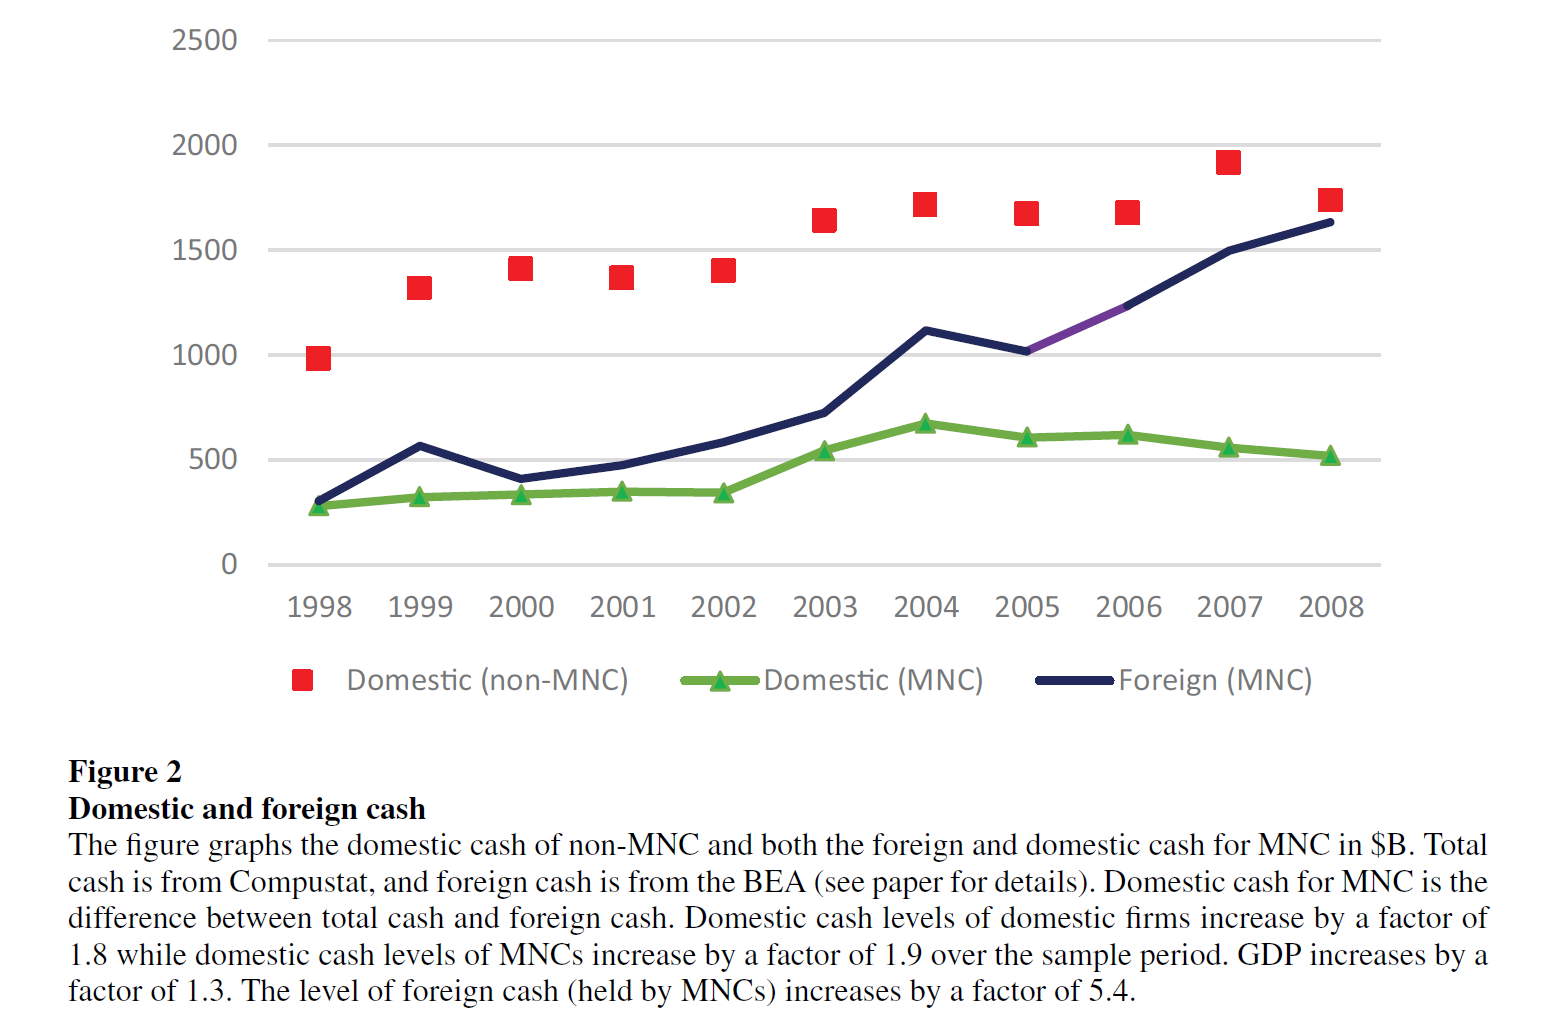 2500
2000
1500
1000
500
0
1998 1999 2000 2001 2002 2003 2004 2005 2006 2007 2008
Domestic (non-MNC) Domestic (MNC) Foreign (MNC)
Figure 2
Domestic and foreign cash
The figure graphs the domestic cash of non-MNC and both the foreign and domestic cash for MNC in $B. Total
cash is from Compustat, and foreign cash is from the BEA (see paper for details). Domestic cash for MNC is the
difference between total cash and foreign cash. Domestic cash levels of domestic firms increase by a factor of
1.8 while domestic cash levels of MNCs increase by a factor of 1.9 over the sample period. GDP increases by a
factor of 1.3. The level of foreign cash (held by MNCs) increases by a factor of 5.4.